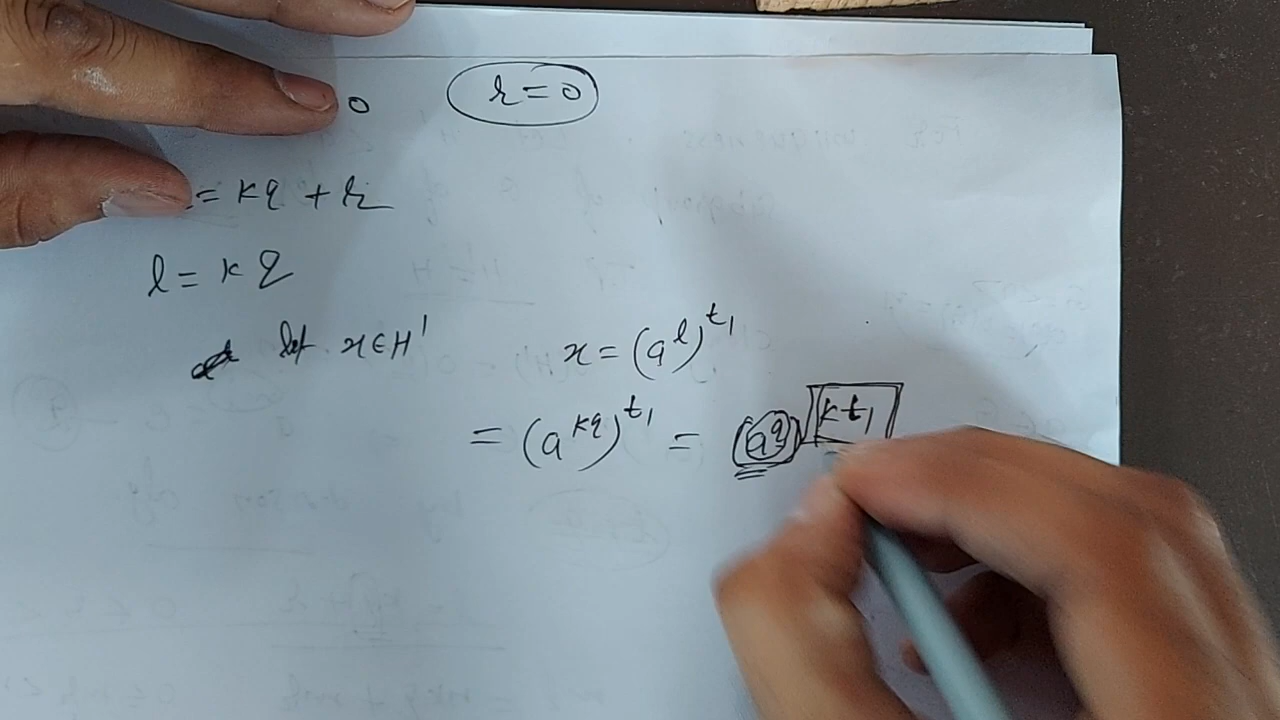 0 r=0
= kq + r
l = kq
let x∈H' x = (a^l)^t₁
= (a^kq)^t₁ = (a^q)^kt₁